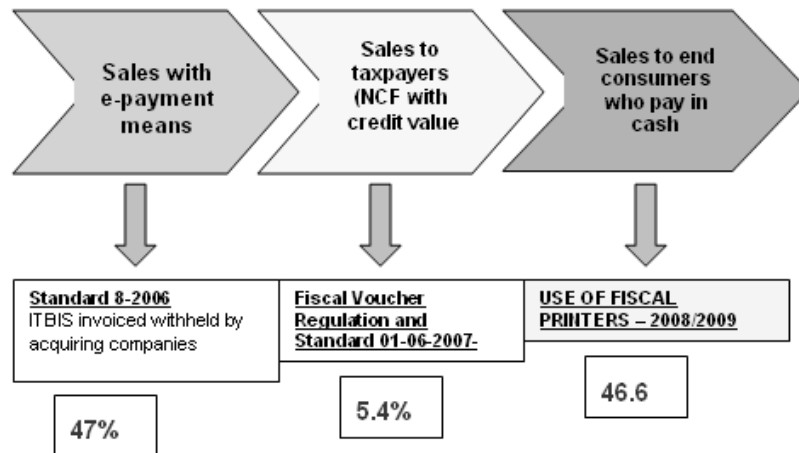 Sales with
e-payment
means
Sales to
taxpayers
(NCF with
credit value
Sales to end
consumers
who pay in
cash
Standard 8-2006
ITBIS invoiced withheld by
acquiring companies
Fiscal Voucher
Regulation and
Standard 01-06-2007-
USE OF FISCAL
PRINTERS – 2008/2009
47%
5.4%
46.6